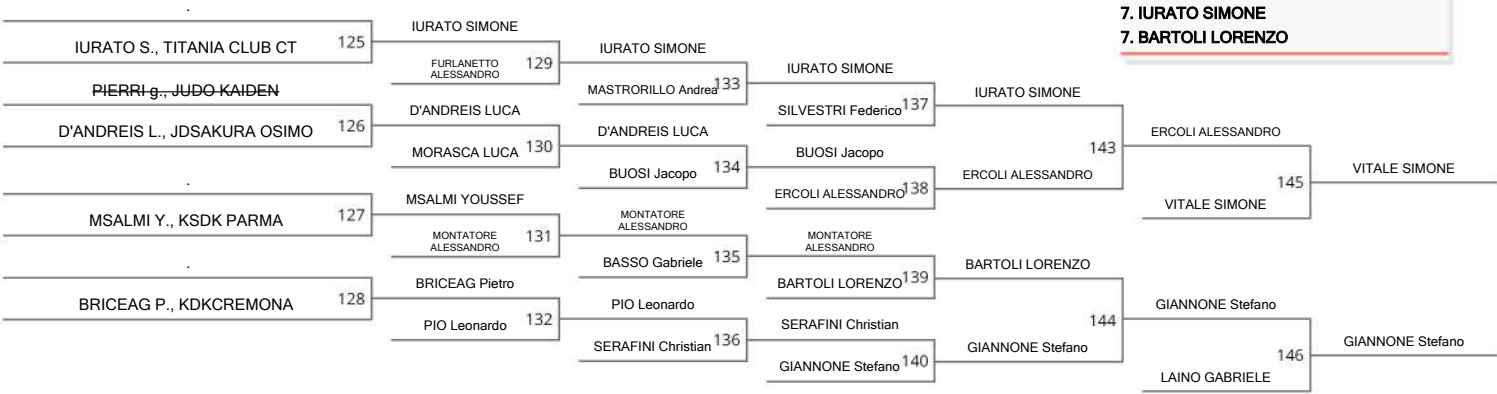 7. IURATO SIMONE
7. BARTOLI LORENZO
.
IURATO S., TITANIA CLUB CT
125
PIERRI g., JUDO KAIDEN
D'ANDREIS L., JDSAKURA OSIMO
126
.
MSALMI Y., KSDK PARMA
127
.
BRICEAG P., KDKCREMONA
128
IURATO SIMONE
FURLANETTO
ALESSANDRO
129
D'ANDREIS LUCA
MORASCA LUCA
130
MSALMI YOUSSEF
MONTATORE
ALESSANDRO
131
BRICEAG Pietro
PIO Leonardo
132
IURATO SIMONE
MASTRORILLO Andrea
133
D'ANDREIS LUCA
BUOSI Jacopo
134
MONTATORE
ALESSANDRO
BASSO Gabriele
135
PIO Leonardo
SERAFINI Christian
136
IURATO SIMONE
SILVESTRI Federico
137
BUOSI Jacopo
ERCOLI ALESSANDRO
138
MONTATORE
ALESSANDRO
BARTOLI LORENZO
139
SERAFINI Christian
GIANNONE Stefano
140
IURATO SIMONE
ERCOLI ALESSANDRO
143
BARTOLI LORENZO
GIANNONE Stefano
144
ERCOLI ALESSANDRO
VITALE SIMONE
145
GIANNONE Stefano
LAINO GABRIELE
146
VITALE SIMONE
GIANNONE Stefano